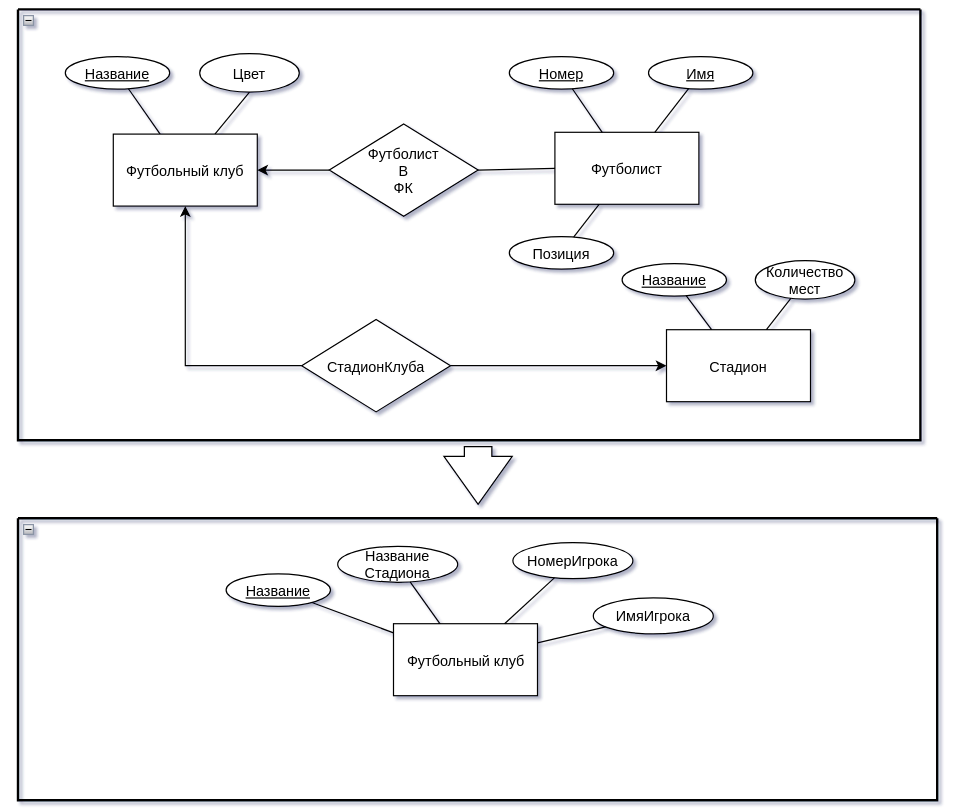 Название
Цвет
Номер
Имя
Футбольный клуб
Футболист
В
ФК
Футболист
Позиция
Название
Количество
мест
СтадионКлуба
Стадион
Название
Название
Стадиона
НомерИгрока
ИмяИгрока
Футбольный клуб